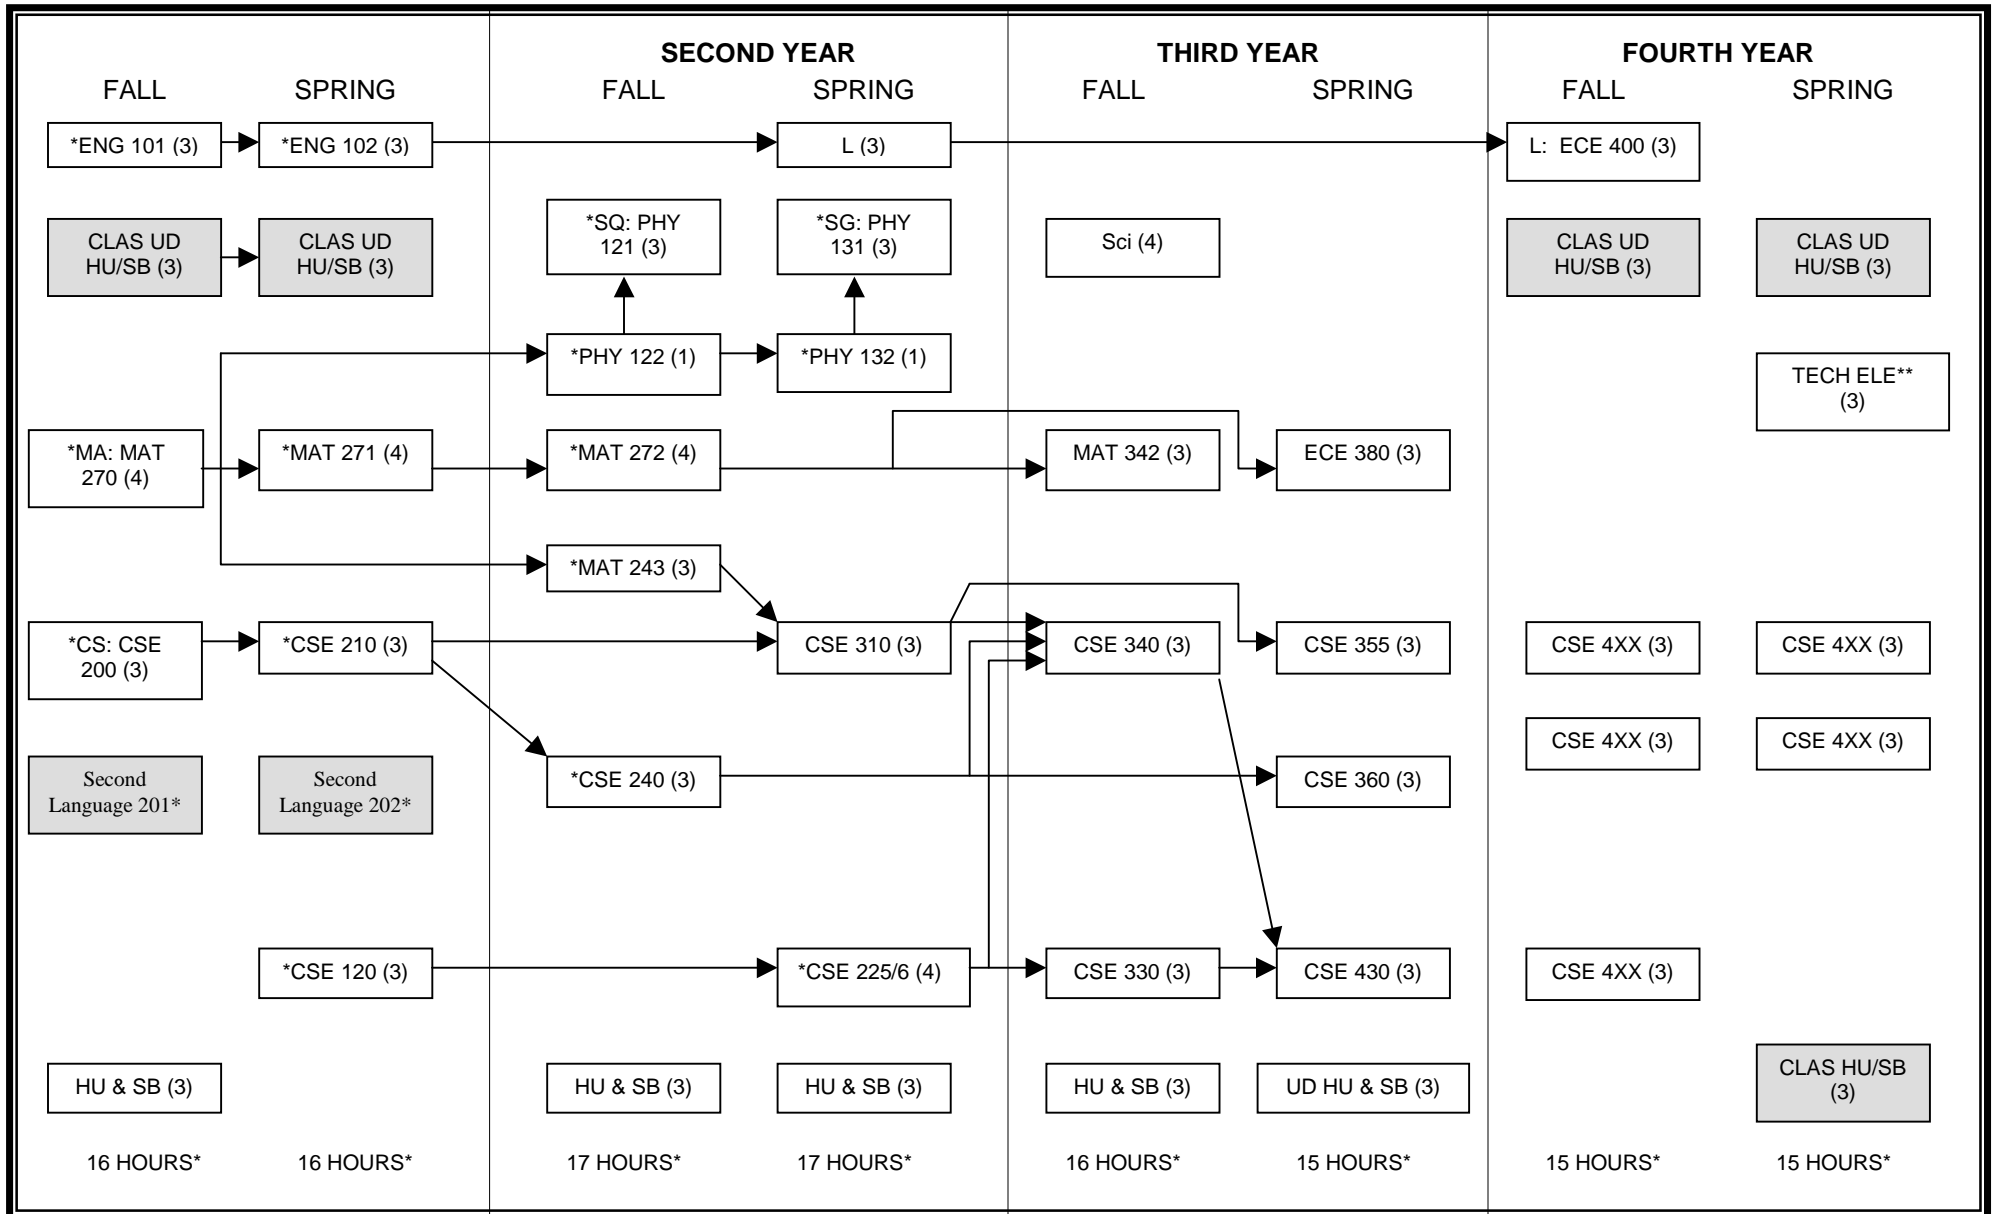 SECOND YEAR
THIRD YEAR
FOURTH YEAR
FALL
SPRING
FALL
SPRING
FALL
SPRING
FALL
SPRING
*ENG 101 (3)
*ENG 102 (3)
L (3)
L: ECE 400 (3)
CLAS UD
HU/SB (3)
CLAS UD
HU/SB (3)
*SQ: PHY
121 (3)
*SG: PHY
131 (3)
Sci (4)
CLAS UD
HU/SB (3)
CLAS UD
HU/SB (3)
*PHY 122 (1)
*PHY 132 (1)
TECH ELE**
(3)
*MA: MAT
270 (4)
*MAT 271 (4)
*MAT 272 (4)
MAT 342 (3)
ECE 380 (3)
*MAT 243 (3)
*CS: CSE
200 (3)
*CSE 210 (3)
CSE 310 (3)
CSE 340 (3)
CSE 355 (3)
CSE 4XX (3)
CSE 4XX (3)
CSE 4XX (3)
CSE 4XX (3)
Second
Language 201*
Second
Language 202*
*CSE 240 (3)
CSE 360 (3)
*CSE 120 (3)
*CSE 225/6 (4)
CSE 330 (3)
CSE 430 (3)
CSE 4XX (3)
HU & SB (3)
HU & SB (3)
HU & SB (3)
HU & SB (3)
UD HU & SB (3)
CLAS HU/SB
(3)
16 HOURS*
16 HOURS*
17 HOURS*
17 HOURS*
16 HOURS*
15 HOURS*
15 HOURS*
15 HOURS*